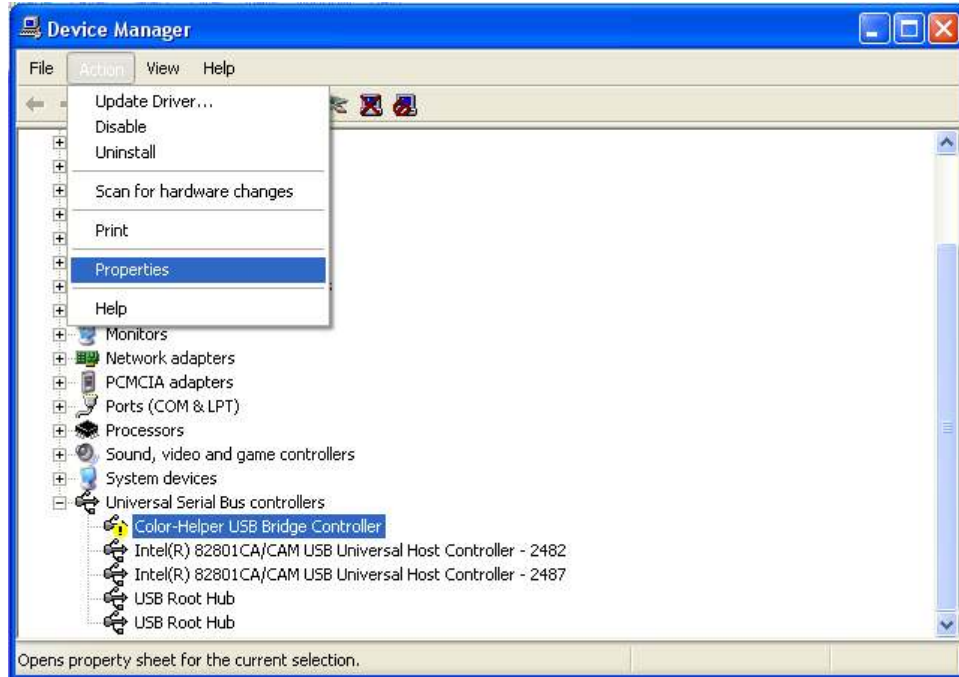 Device Manager
File Action View Help
Update Driver...
Disable
Uninstall
Scan for hardware changes
Print
Properties
Help
Monitors
Network adapters
PCMCIA adapters
Ports (COM & LPT)
Processors
Sound, video and game controllers
System devices
Universal Serial Bus controllers
Color-Helper USB Bridge Controller
Intel(R) 82801CA/CAM USB Universal Host Controller - 2482
Intel(R) 82801CA/CAM USB Universal Host Controller - 2487
USB Root Hub
USB Root Hub
Opens property sheet for the current selection.